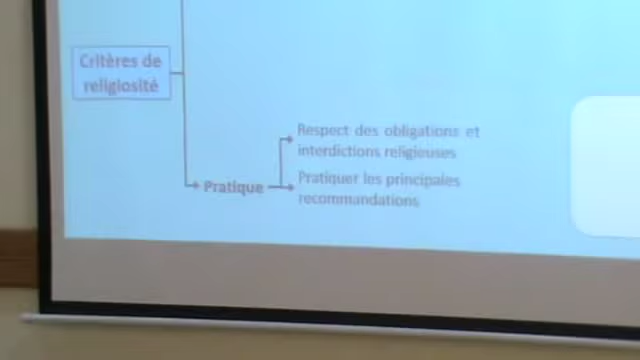 Critères de
religiosité
Pratique
Respect des obligations et
interdictions religieuses
Pratiquer les principales
recommandations